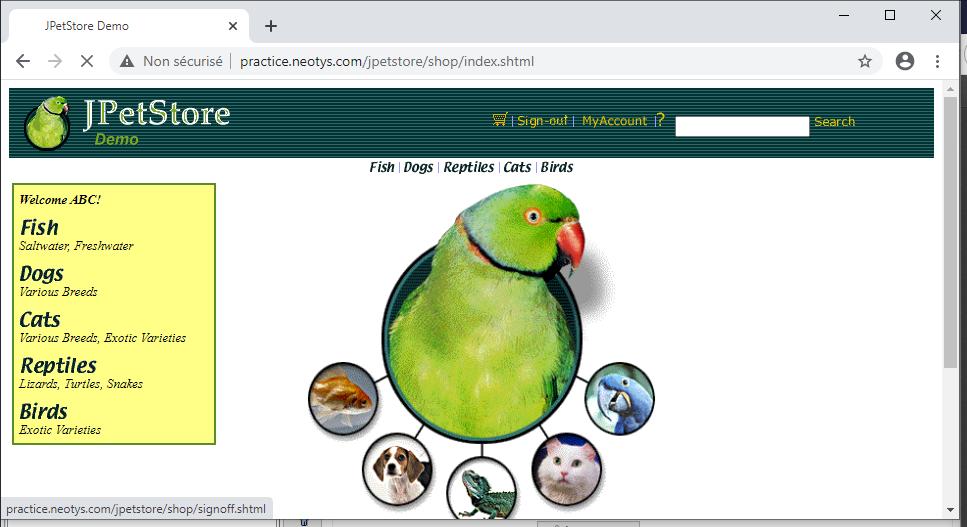 JPetStore Demo
Non sécurisé | practice.neotys.com/jpetstore/shop/index.shtml
JPetStore
Demo
| Sign-out | MyAccount | ? Search
Fish | Dogs | Reptiles | Cats | Birds
Welcome ABC!
Fish
Saltwater, Freshwater
Dogs
Various Breeds
Cats
Various Breeds, Exotic Varieties
Reptiles
Lizards, Turtles, Snakes
Birds
Exotic Varieties
practice.neotys.com/jpetstore/shop/signoff.shtml